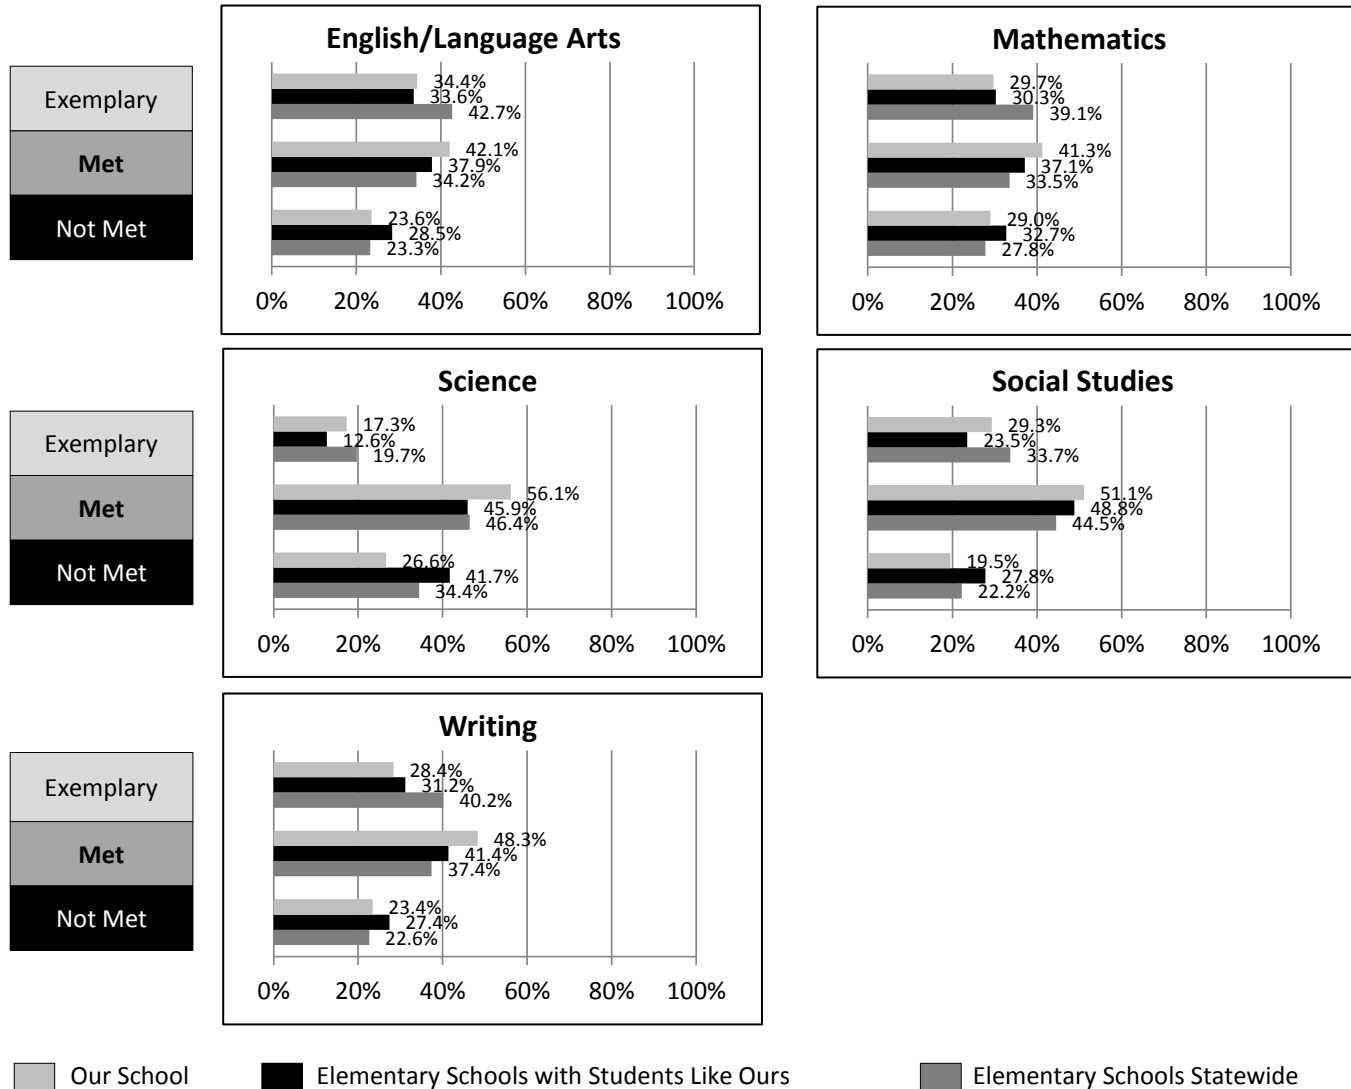 English/Language Arts
Exemplary
Met
Not Met
34.4%
33.6%
42.7%
42.1%
37.9%
34.2%
23.6%
28.5%
23.3%
0% 20% 40% 60% 80% 100%
Mathematics
29.7%
30.3%
39.1%
41.3%
37.1%
33.5%
29.0%
32.7%
27.8%
0% 20% 40% 60% 80% 100%
Science
Exemplary
Met
Not Met
17.3%
12.6%
19.7%
56.1%
45.9%
46.4%
26.6%
41.7%
34.4%
0% 20% 40% 60% 80% 100%
Social Studies
29.3%
23.5%
33.7%
51.1%
48.8%
44.5%
19.5%
27.8%
22.2%
0% 20% 40% 60% 80% 100%
Writing
Exemplary
Met
Not Met
28.4%
31.2%
40.2%
48.3%
41.4%
37.4%
23.4%
27.4%
22.6%
0% 20% 40% 60% 80% 100%
Our School Elementary Schools with Students Like Ours Elementary Schools Statewide